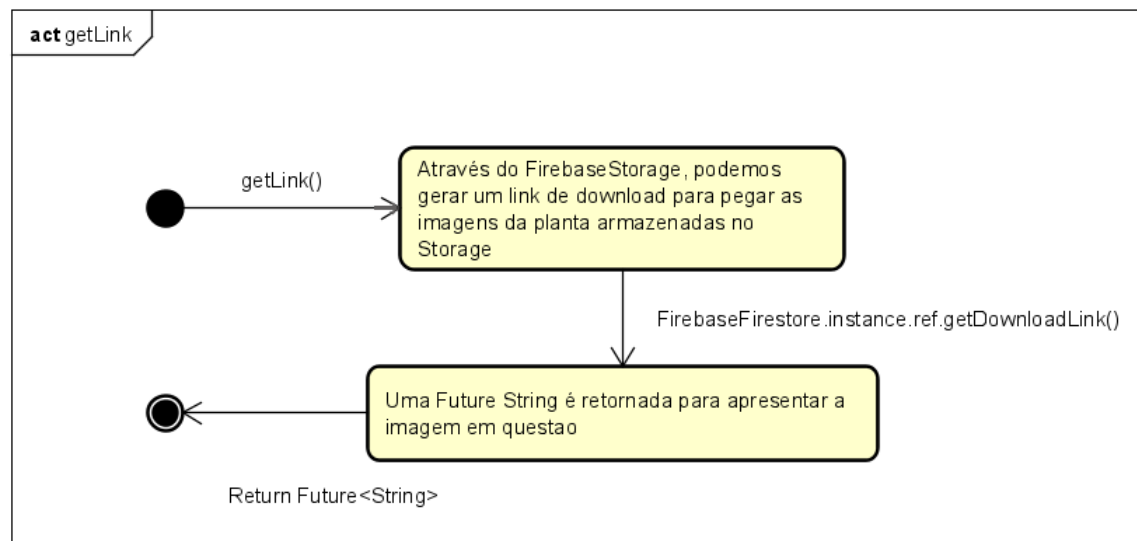 act getLink
getLink()
Através do FirebaseStorage, podemos
gerar um link de download para pegar as
imagens da planta armazenadas no
Storage
FirebaseFirestore.instance.ref.getDownloadLink()
Uma Future String é retornada para apresentar a
imagem em questao
Return Future<String>